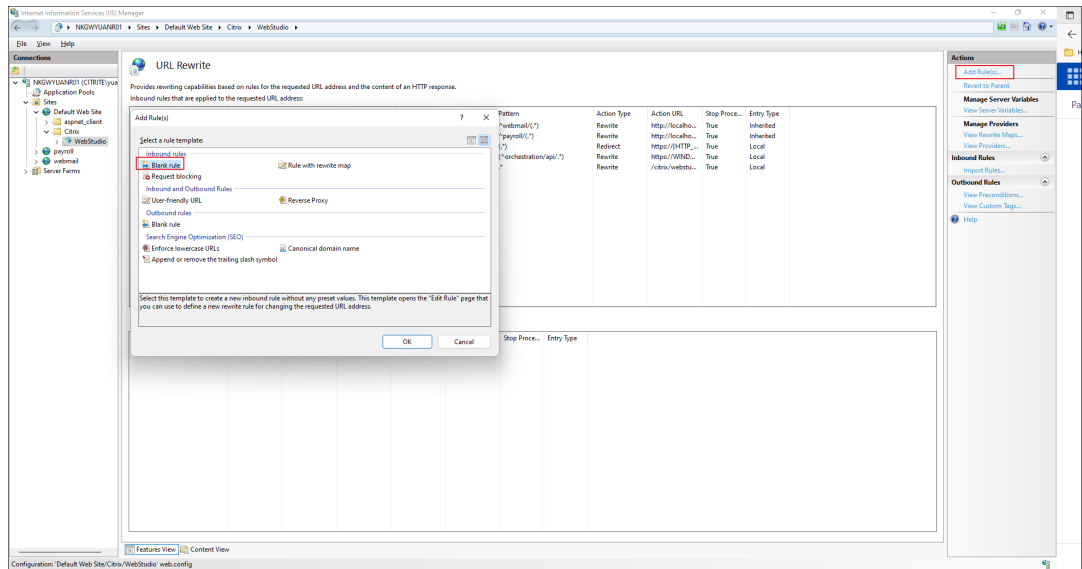 Internet Information Services (IIS) Manager
NKGWYUANR01 ▸ Sites ▸ Default Web Site ▸ Citrix ▸ WebStudio ▸
File View Help
Connections
NKGWYUANR01 (CITRITE\yua
Application Pools
Sites
Default Web Site
aspnet_client
Citrix
WebStudio
payroll
webmail
Server Farms
URL Rewrite
Provides rewriting capabilities based on rules for the requested URL address and the content of an HTTP response.
Inbound rules that are applied to the requested URL address:
Pattern Action Type Action URL Stop Proce... Entry Type
^webmail/(.*) Rewrite http://localho... True Inherited
^payroll/(.*) Rewrite http://localho... True Inherited
(.*) Redirect https://{HTTP_... True Local
(^orchestration/api/.*) Rewrite https://WIND... True Local
.* Rewrite /citrix/webstu... True Local
Add Rule(s)
? ×
Select a rule template:
Inbound rules
Blank rule
Rule with rewrite map
Request blocking
Inbound and Outbound Rules
User-friendly URL
Reverse Proxy
Outbound rules
Blank rule
Search Engine Optimization (SEO)
Enforce lowercase URLs
Canonical domain name
Append or remove the trailing slash symbol
Select this template to create a new inbound rule without any preset values. This template opens the "Edit Rule" page that
you can use to define a new rewrite rule for changing the requested URL address.
OK Cancel
Stop Proce... Entry Type
Features View Content View
Configuration: 'Default Web Site/Citrix/WebStudio' web.config
Actions
Add Rule(s)...
Revert to Parent
Manage Server Variables
View Server Variables...
Manage Providers
View Rewrite Maps...
View Providers...
Inbound Rules
Import Rules...
Outbound Rules
View Preconditions...
View Custom Tags...
Help
H
Pa